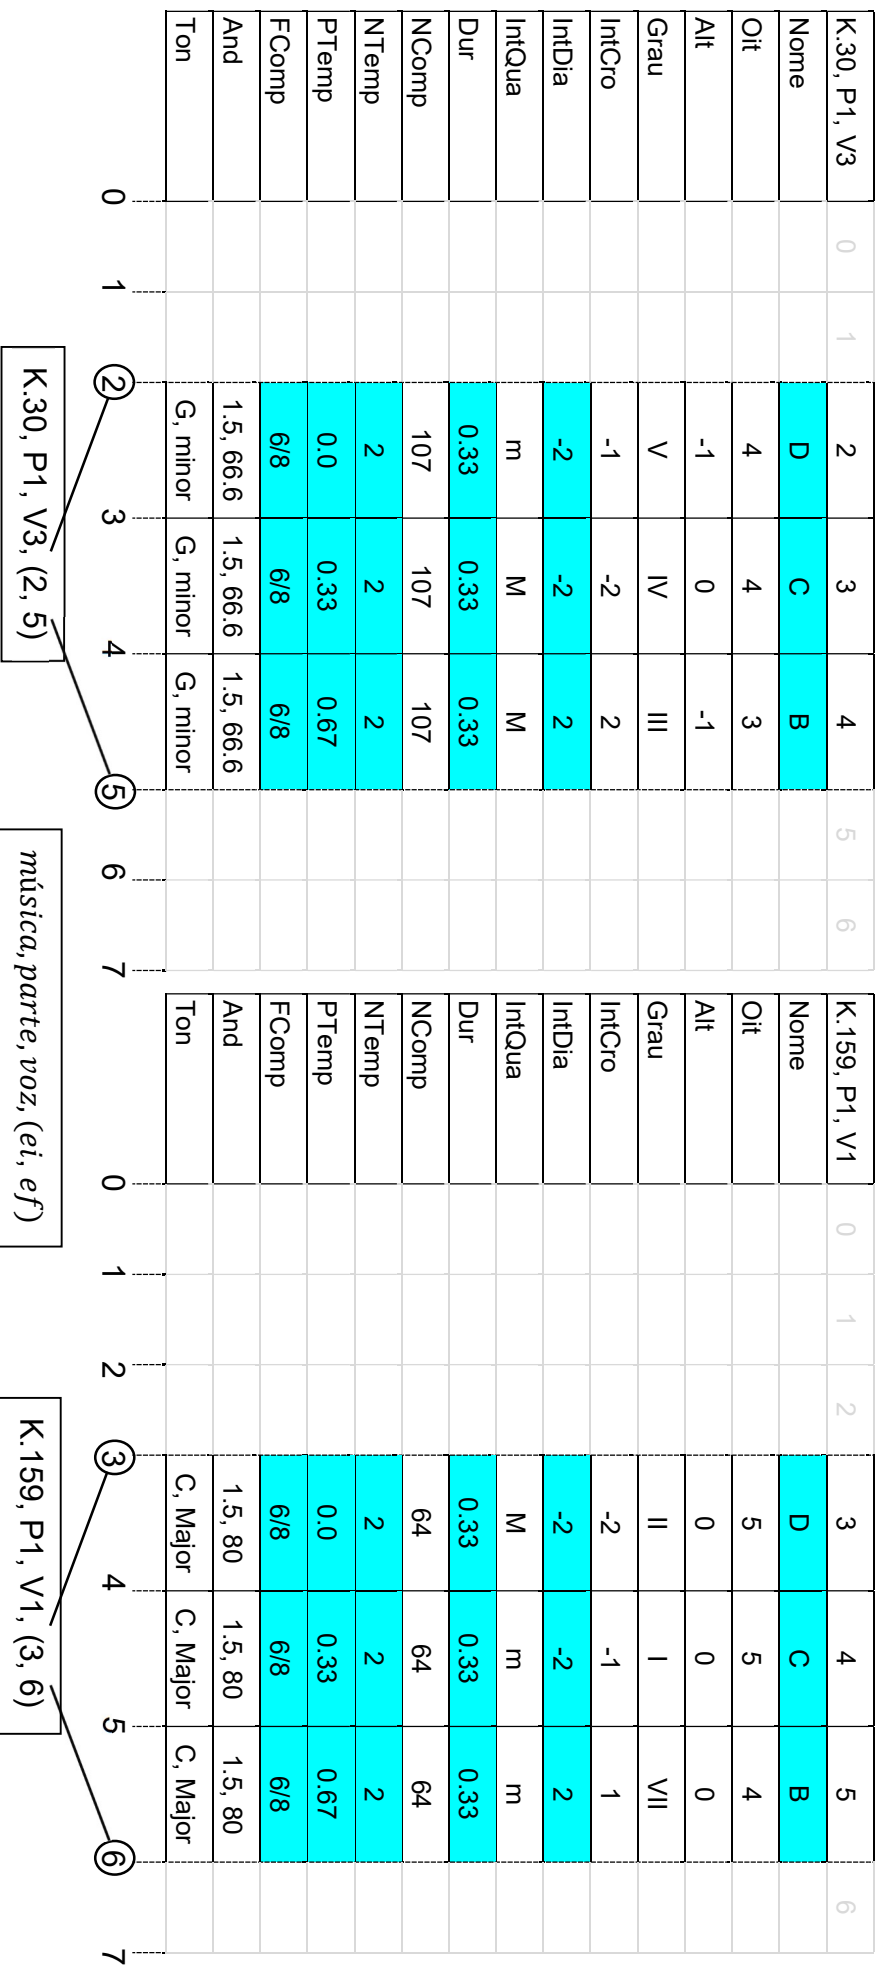 K.30, P1, V3 0 1 2 3 4 5 6
Nome D C B
Oit 4 4 3
Alt -1 0 -1
Grau V IV III
IntCro -1 -2 2
IntDia -2 -2 2
IntQua m M M
Dur 0.33 0.33 0.33
NComp 107 107 107
NTemp 2 2 2
PTemp 0.0 0.33 0.67
FComp 6/8 6/8 6/8
And 1.5, 66.6 1.5, 66.6 1.5, 66.6
Ton G, minor G, minor G, minor
0 1 2 3 4 5 6 7
K.30, P1, V3, (2, 5)
música, parte, voz, (ei, ef)
K.159, P1, V1 0 1 2 3 4 5 6
Nome D C B
Oit 5 5 4
Alt 0 0 0
Grau II I VII
IntCro -2 -1 1
IntDia -2 -2 2
IntQua M m m
Dur 0.33 0.33 0.33
NComp 64 64 64
NTemp 2 2 2
PTemp 0.0 0.33 0.67
FComp 6/8 6/8 6/8
And 1.5, 80 1.5, 80 1.5, 80
Ton C, Major C, Major C, Major
0 1 2 3 4 5 6 7
K.159, P1, V1, (3, 6)